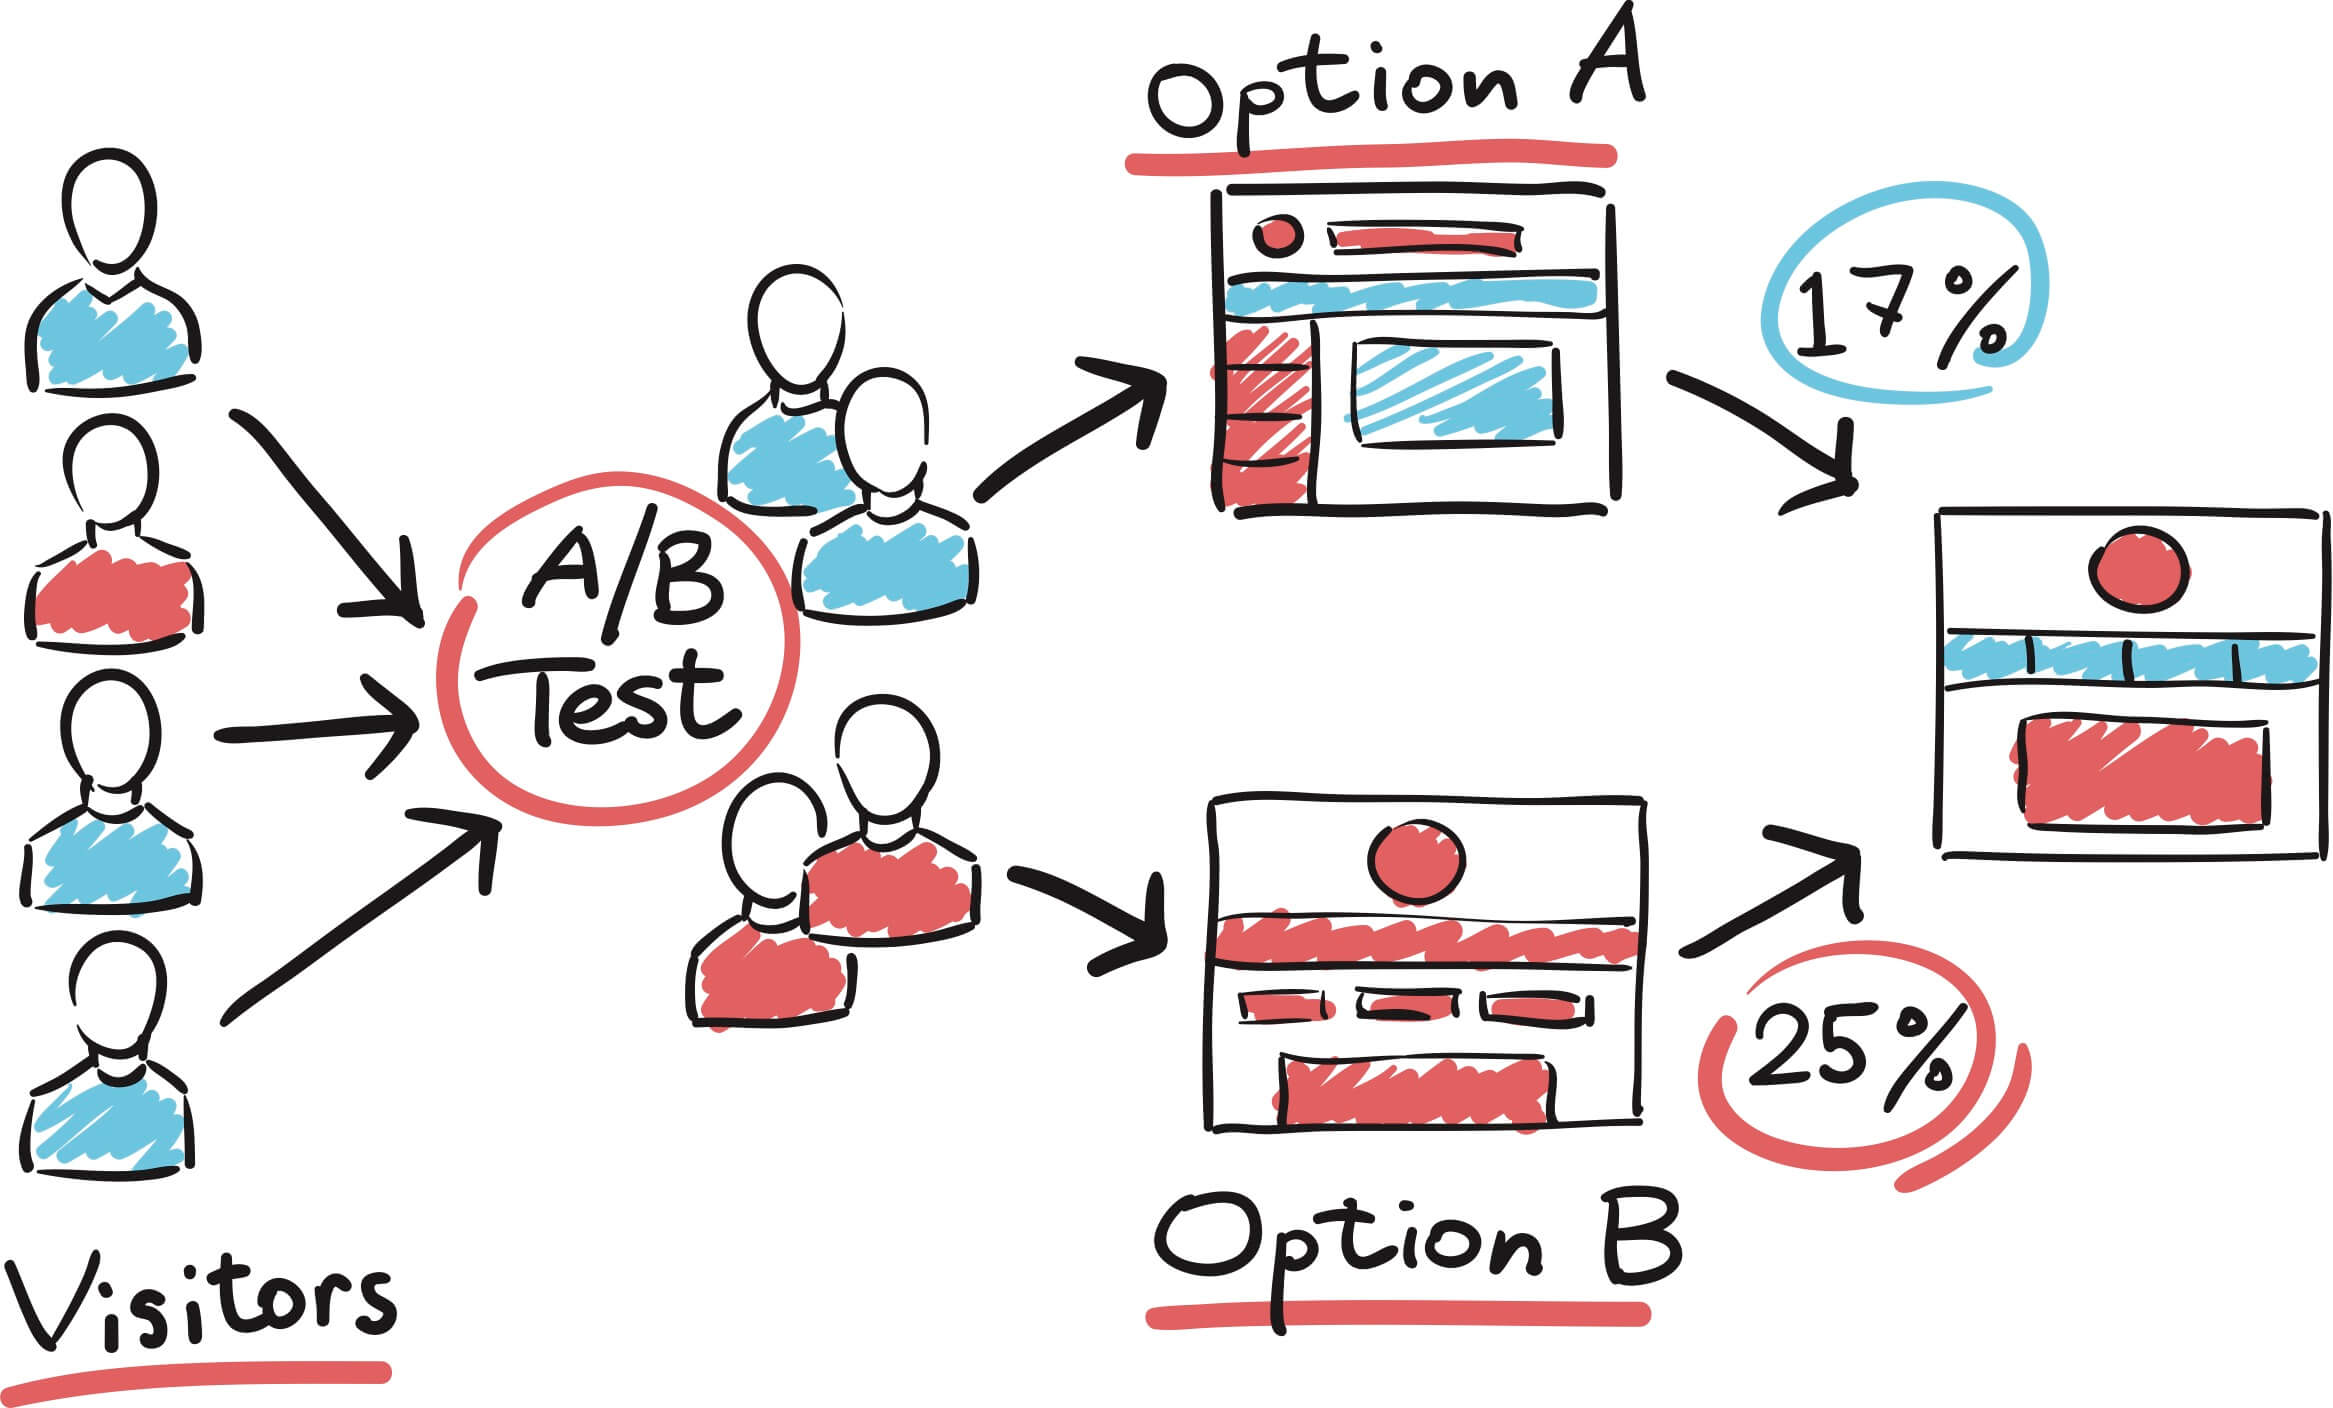 Option A
17%
A/B
Test
25%
Option B
Visitors